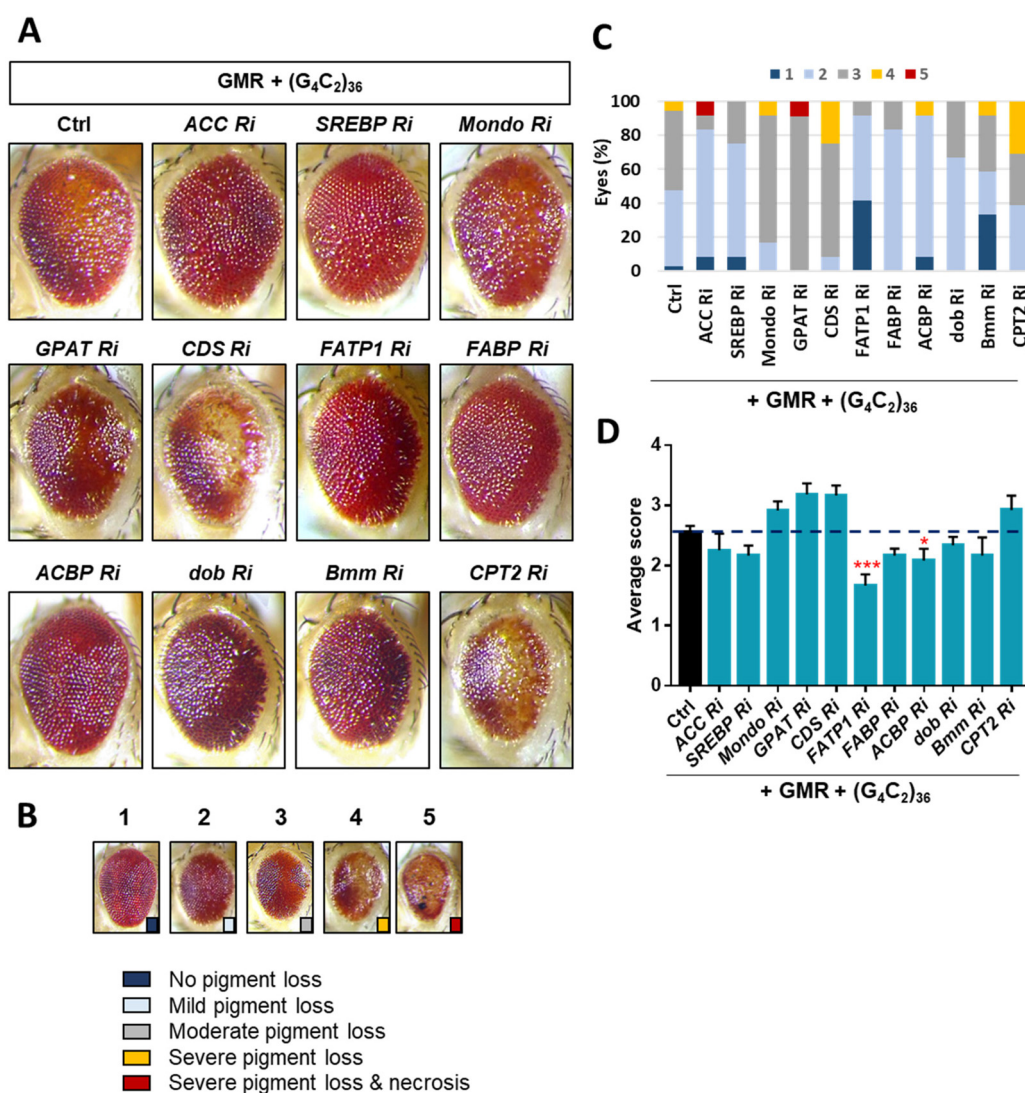 A
GMR + (G₄C₂)₃₆
Ctrl ACC Ri SREBP Ri Mondo Ri
GPAT Ri CDS Ri FATP1 Ri FABP Ri
ACBP Ri dob Ri Bmm Ri CPT2 Ri
B
1 2 3 4 5
No pigment loss
Mild pigment loss
Moderate pigment loss
Severe pigment loss
Severe pigment loss & necrosis
C
1 2 3 4 5
Eyes (%)
100
80
60
40
20
0
Ctrl
ACC Ri
SREBP Ri
Mondo Ri
GPAT Ri
CDS Ri
FATP1 Ri
FABP Ri
ACBP Ri
dob Ri
Bmm Ri
CPT2 Ri
+ GMR + (G₄C₂)₃₆
D
Average score
4
3
2
1
0
***
*
Ctrl
ACC Ri
SREBP Ri
Mondo Ri
GPAT Ri
CDS Ri
FATP1 Ri
FABP Ri
ACBP Ri
dob Ri
Bmm Ri
CPT2 Ri
+ GMR + (G₄C₂)₃₆